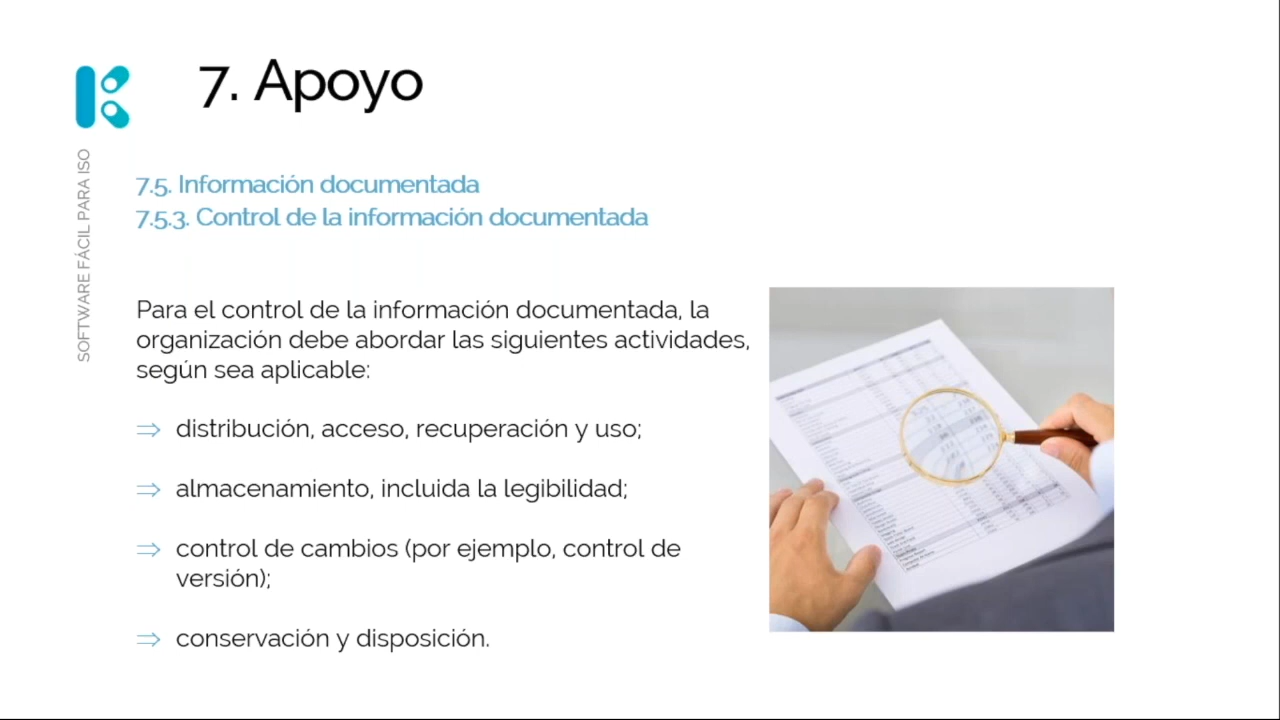 7. Apoyo
SOFTWARE FÁCIL PARA ISO
7.5. Información documentada
7.5.3. Control de la información documentada
Para el control de la información documentada, la
organización debe abordar las siguientes actividades,
según sea aplicable:
⇒ distribución, acceso, recuperación y uso;
⇒ almacenamiento, incluida la legibilidad;
⇒ control de cambios (por ejemplo, control de
versión);
⇒ conservación y disposición.